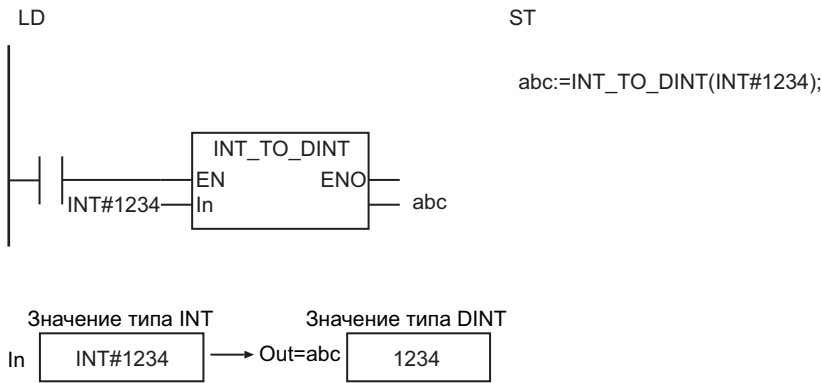 LD
ST
abc:=INT_TO_DINT(INT#1234);
INT_TO_DINT
EN ENO
INT#1234 In abc
Значение типа INT Значение типа DINT
In INT#1234 Out=abc 1234